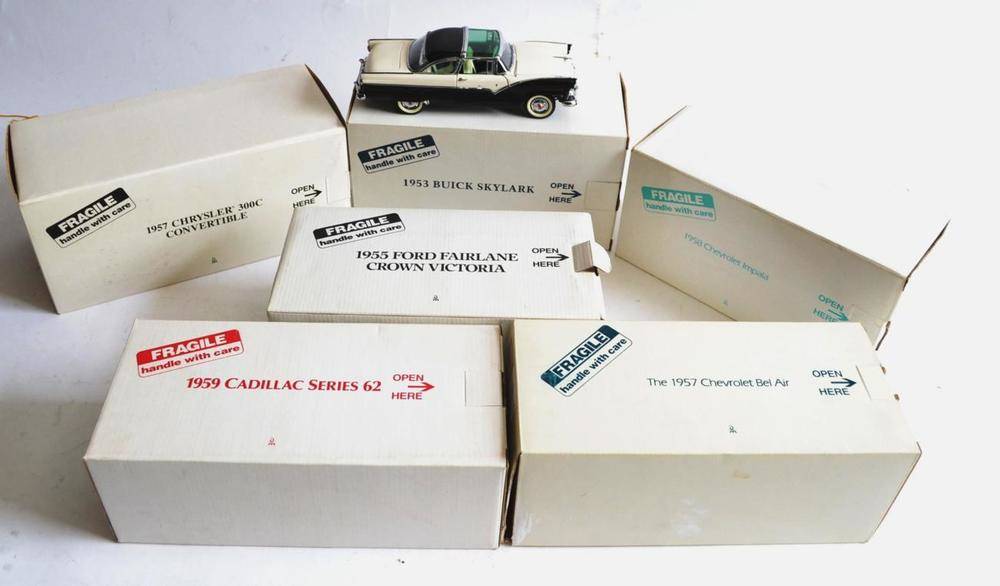 FRAGILE
handle with care
1957 CHRYSLER 300C
CONVERTIBLE
OPEN
HERE
FRAGILE
handle with care
1953 BUICK SKYLARK
OPEN
HERE
FRAGILE
handle with care
1958 Chevrolet Impala
OPEN
HERE
FRAGILE
handle with care
1955 FORD FAIRLANE
CROWN VICTORIA
OPEN
HERE
FRAGILE
handle with care
1959 CADILLAC SERIES 62
OPEN
HERE
FRAGILE
handle with care
The 1957 Chevrolet Bel Air
OPEN
HERE